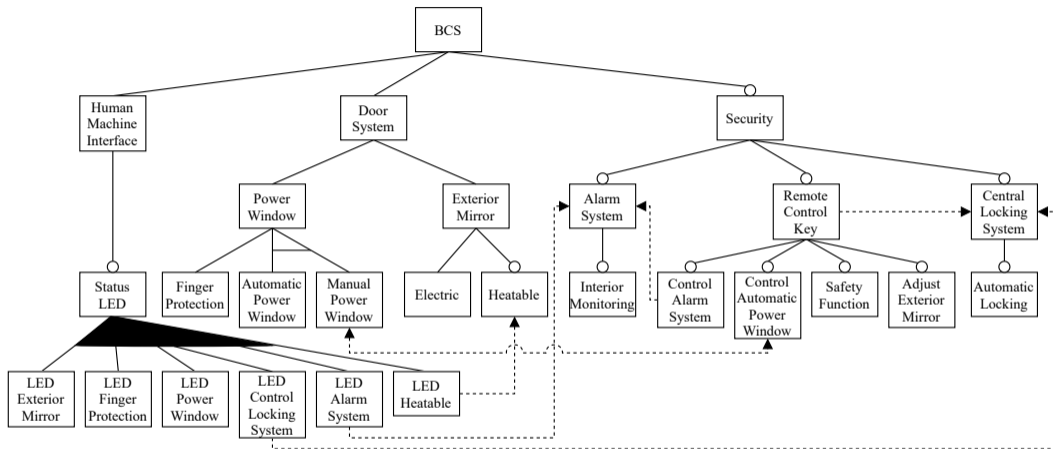 BCS
Human
Machine
Interface
Door
System
Security
Power
Window
Exterior
Mirror
Alarm
System
Remote
Control
Key
Central
Locking
System
Status
LED
Finger
Protection
Automatic
Power
Window
Manual
Power
Window
Electric
Heatable
Interior
Monitoring
Control
Alarm
System
Control
Automatic
Power
Window
Safety
Function
Adjust
Exterior
Mirror
Automatic
Locking
LED
Exterior
Mirror
LED
Finger
Protection
LED
Power
Window
LED
Control
Locking
System
LED
Alarm
System
LED
Heatable